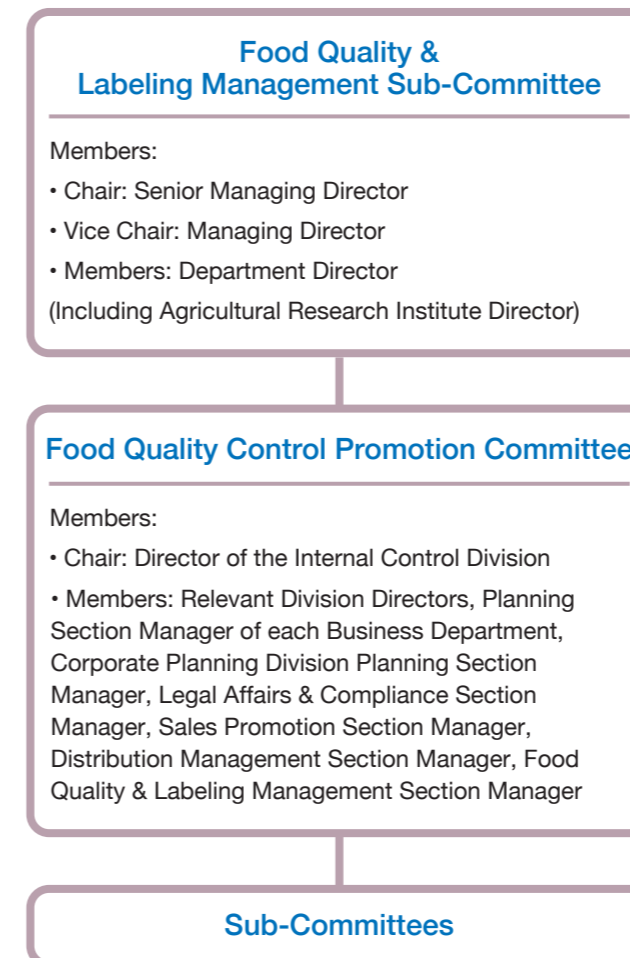 Food Quality &
Labeling Management Sub-Committee
Members:
• Chair: Senior Managing Director
• Vice Chair: Managing Director
• Members: Department Director
(Including Agricultural Research Institute Director)
Food Quality Control Promotion Committee
Members:
• Chair: Director of the Internal Control Division
• Members: Relevant Division Directors, Planning
Section Manager of each Business Department,
Corporate Planning Division Planning Section
Manager, Legal Affairs & Compliance Section
Manager, Sales Promotion Section Manager,
Distribution Management Section Manager, Food
Quality & Labeling Management Section Manager
Sub-Committees